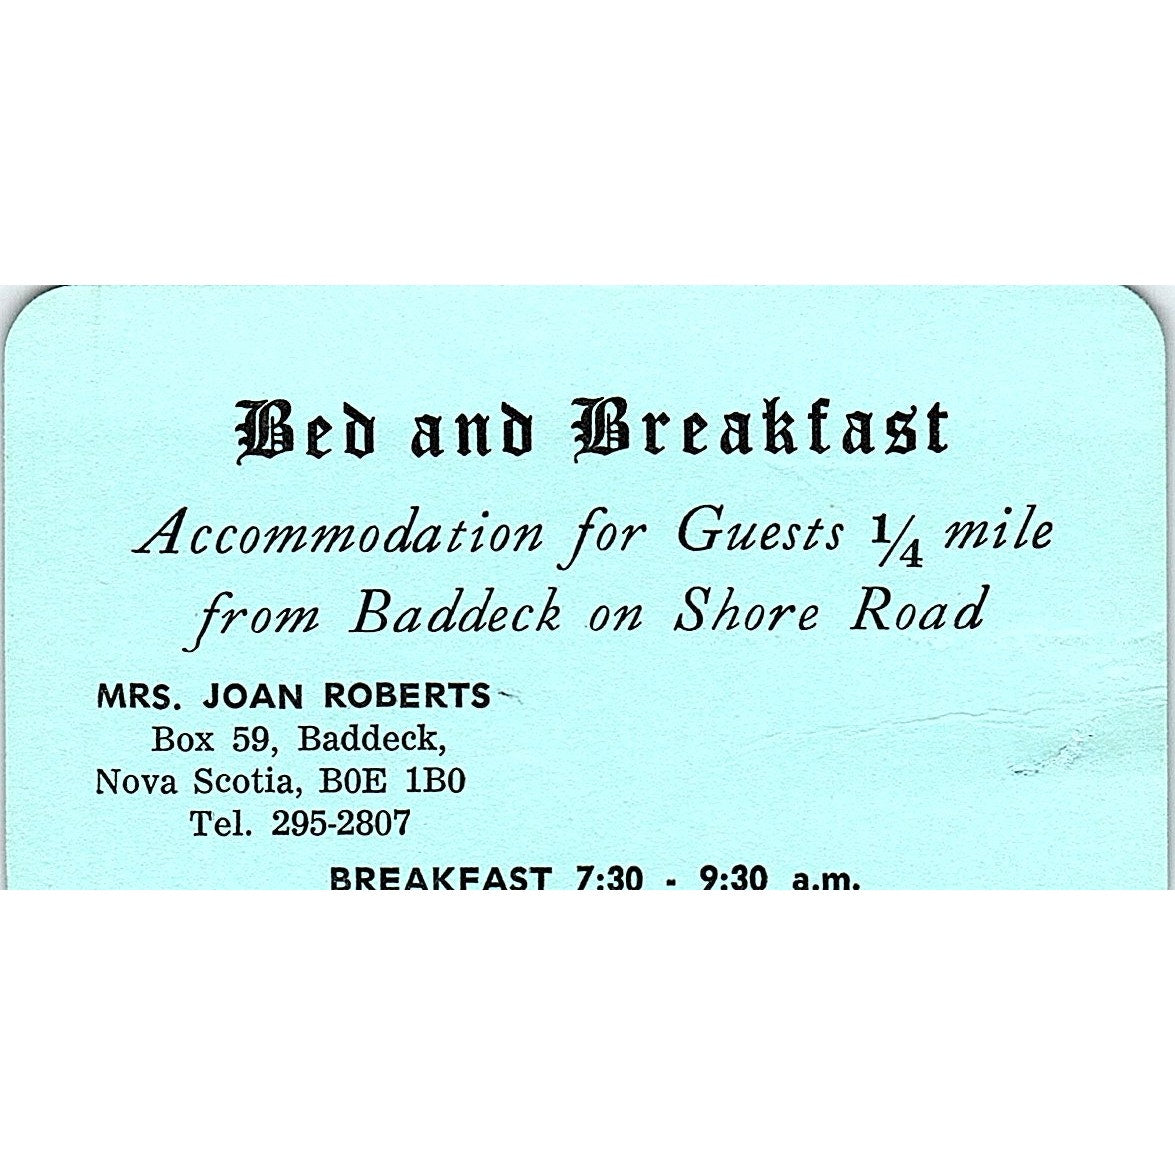 Bed and Breakfast
Accommodation for Guests ¼ mile
from Baddeck on Shore Road
MRS. JOAN ROBERTS
Box 59, Baddeck,
Nova Scotia, B0E 1B0
Tel. 295-2807
BREAKFAST 7:30 - 9:30 a.m.